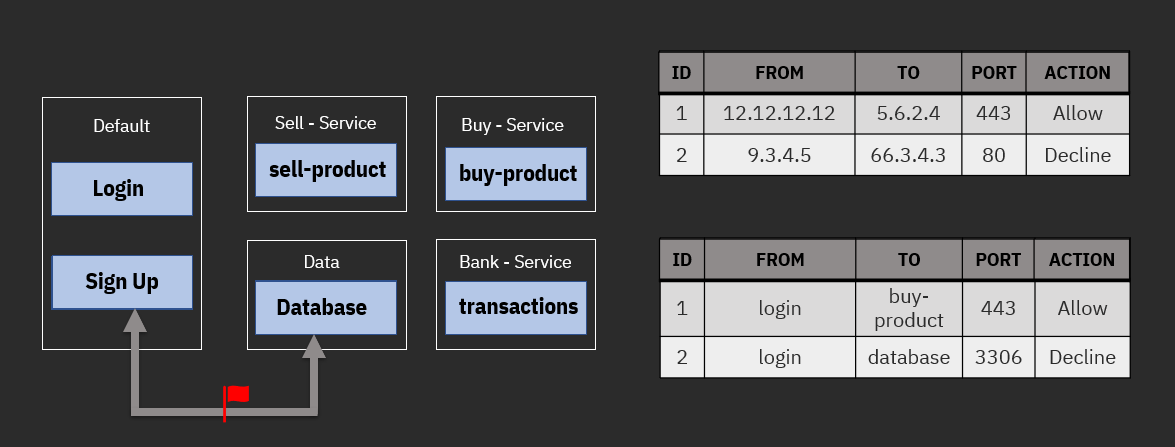 Default
Login
Sign Up
Sell - Service
sell-product
Buy - Service
buy-product
Data
Database
Bank - Service
transactions
ID FROM TO PORT ACTION
1 12.12.12.12 5.6.2.4 443 Allow
2 9.3.4.5 66.3.4.3 80 Decline
ID FROM TO PORT ACTION
1 login buy-
product 443 Allow
2 login database 3306 Decline